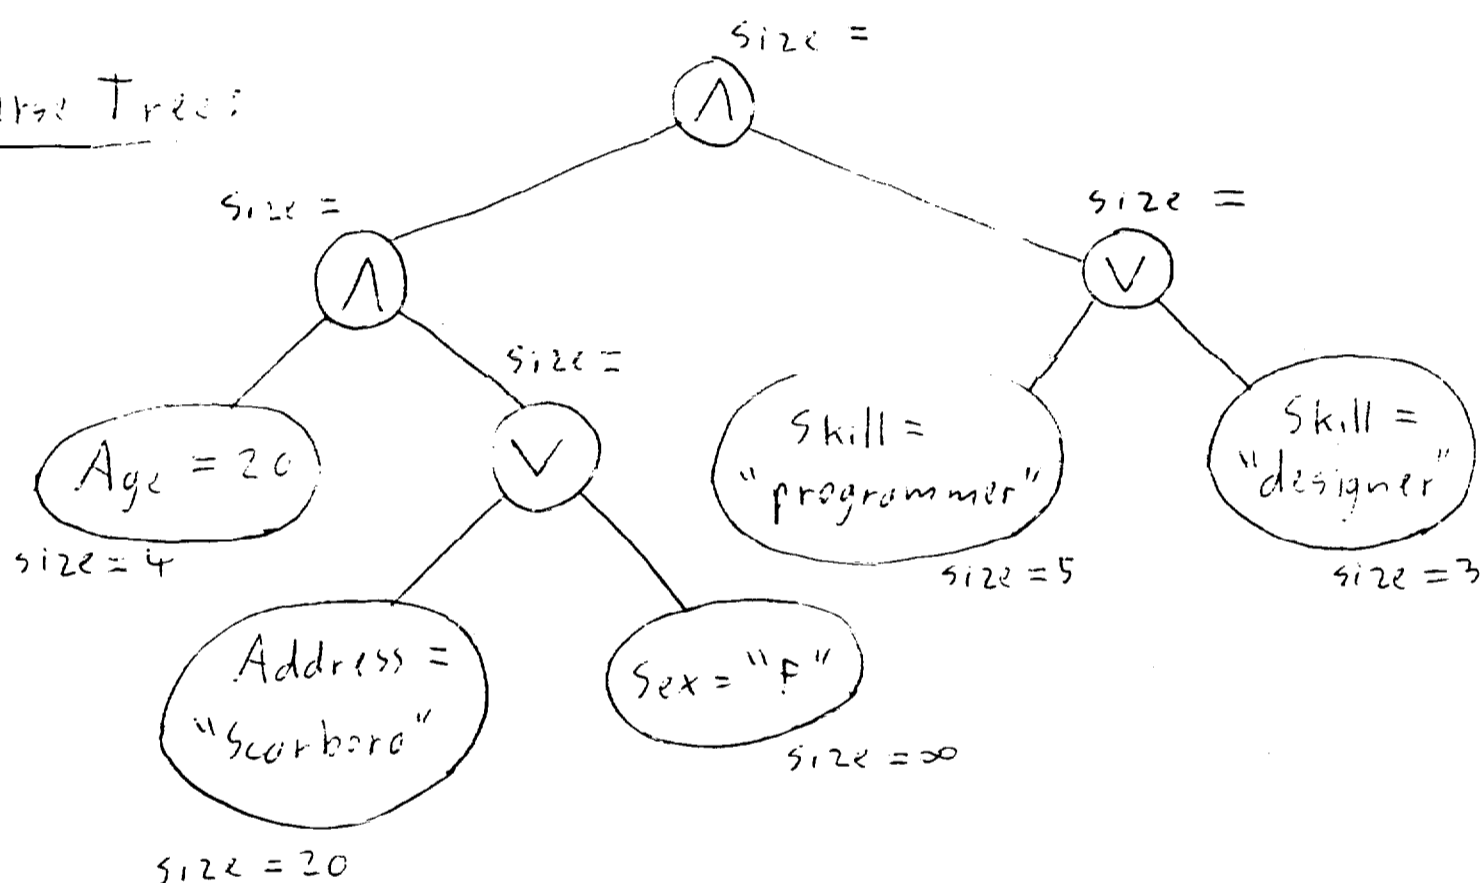 size =
Tree:
∧
size =
size =
∧
∨
size =
Age = 20
size = 4
∨
Skill =
"programmer"
size = 5
Skill =
"designer"
size = 3
Address =
"Scarboro"
size = 20
Sex = "F"
size = ∞